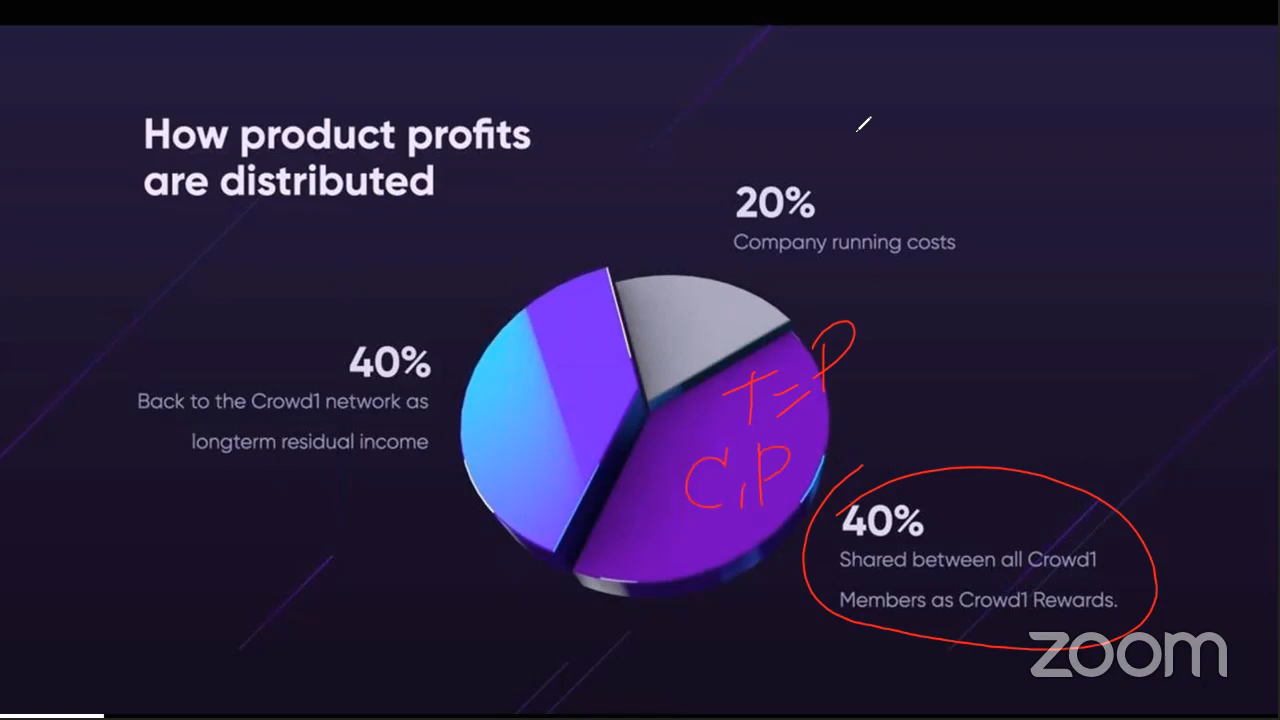 How product profits
are distributed
20%
Company running costs
40%
Back to the Crowd1 network as
longterm residual income
T=P
C,P
40%
Shared between all Crowd1
Members as Crowd1 Rewards.
zoom